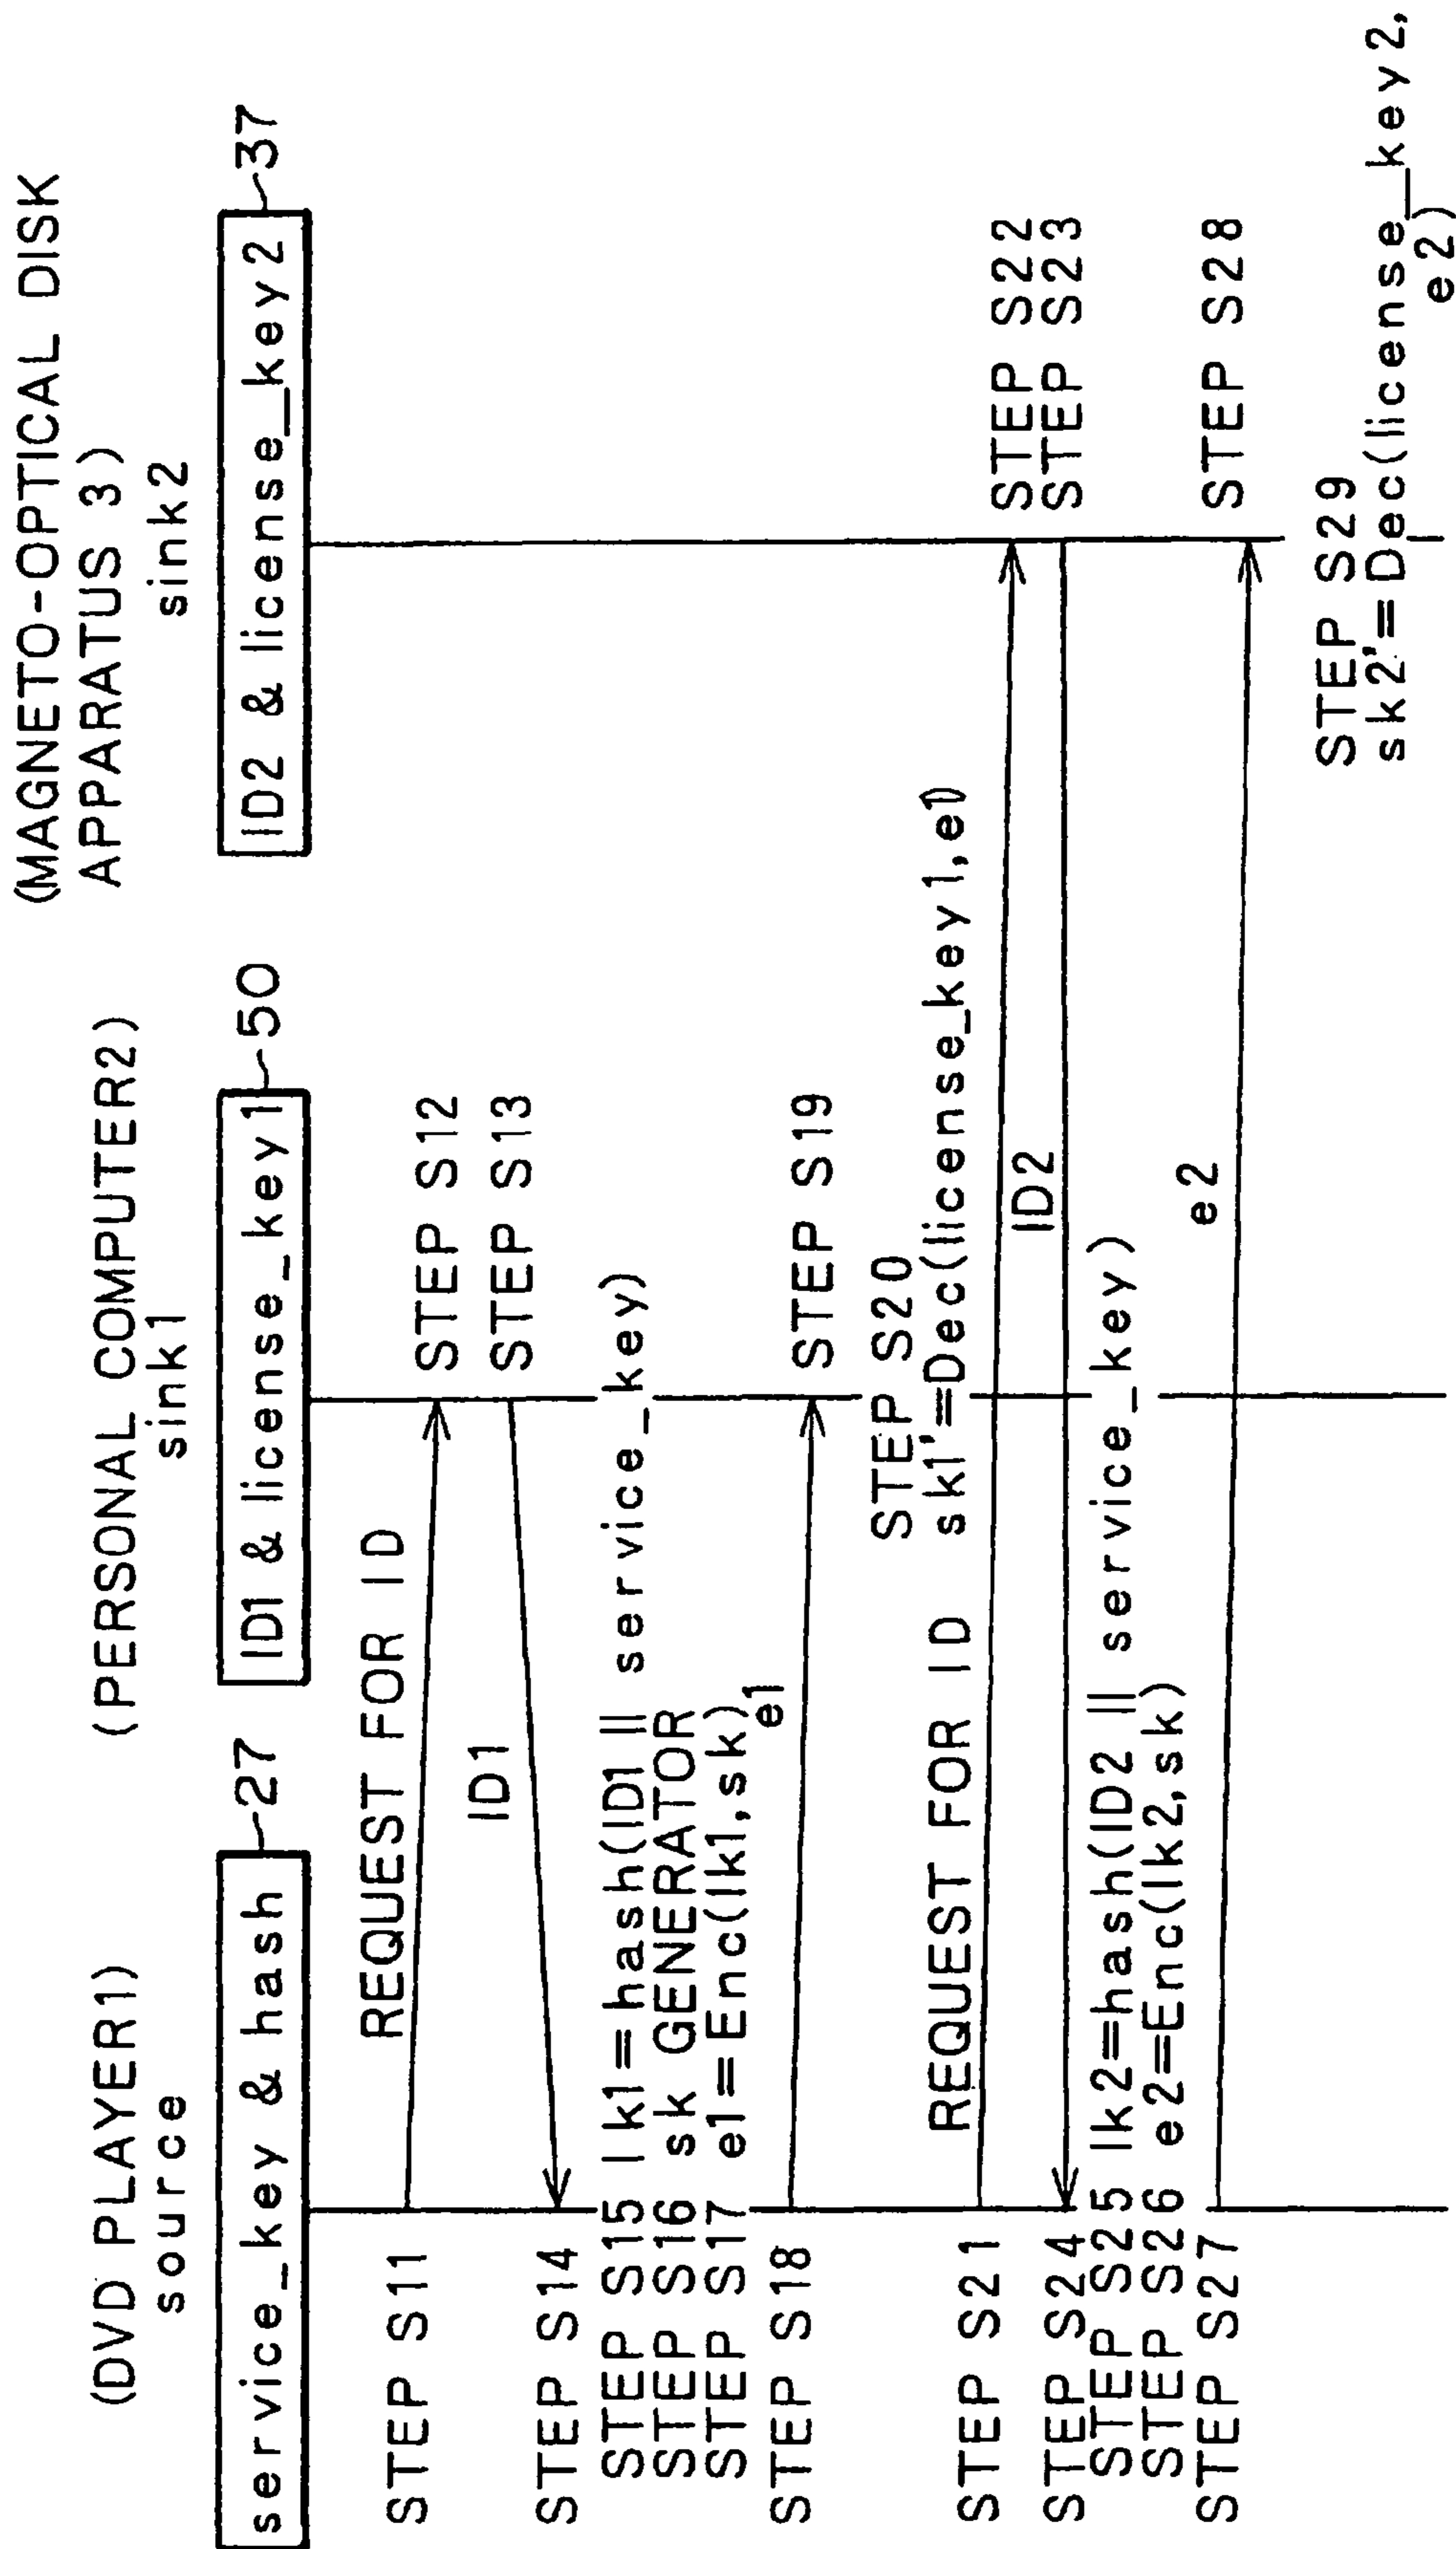 (DVD PLAYER1)
source
service_key & hash
27
(PERSONAL COMPUTER2)
sink1
ID1 & license_key1
50
(MAGNETO-OPTICAL DISK
APPARATUS 3)
sink2
ID2 & license_key2
37
STEP S11
REQUEST FOR ID
STEP S12
ID1
STEP S13
STEP S14
STEP S15 lk1=hash(ID1 || service_key)
STEP S16 sk GENERATOR
STEP S17 e1=Enc(lk1,sk)
STEP S18
e1
STEP S19
STEP S20
sk1'=Dec(license_key1,e1)
STEP S21
REQUEST FOR ID
STEP S22
ID2
STEP S23
STEP S24
STEP S25 lk2=hash(ID2 || service_key)
STEP S26 e2=Enc(lk2,sk)
STEP S27
e2
STEP S28
STEP S29
sk2'=Dec(license_key2,
e2)